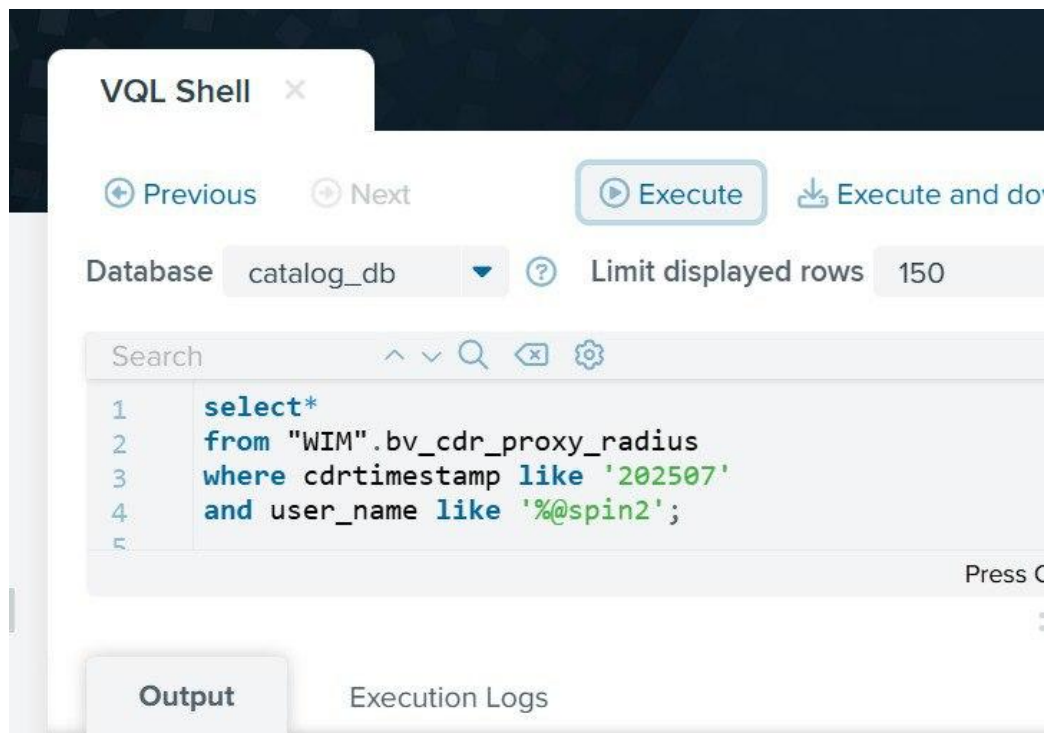 VQL Shell
Previous Next Execute Execute and do
Database catalog_db Limit displayed rows 150
Search
1 select*
2 from "WIM".bv_cdr_proxy_radius
3 where cdrtimestamp like '202507'
4 and user_name like '%@spin2';
5
Press
Output Execution Logs